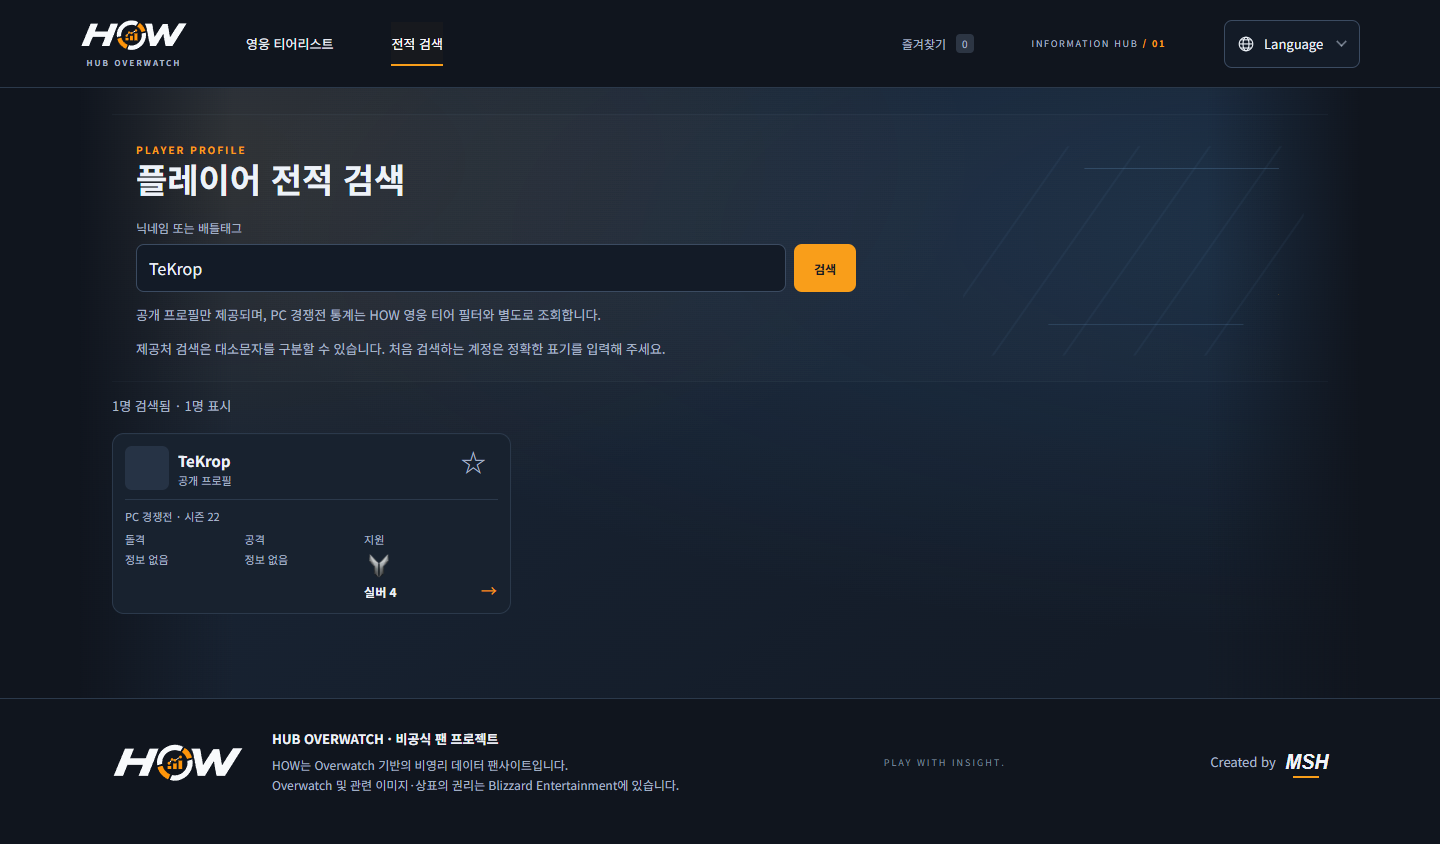 HOW
HUB OVERWATCH
영웅 티어리스트
전적 검색
즐겨찾기 0
INFORMATION HUB / 01
Language
PLAYER PROFILE
플레이어 전적 검색
닉네임 또는 배틀태그
TeKrop
검색
공개 프로필만 제공되며, PC 경쟁전 통계는 HOW 영웅 티어 필터와 별도로 조회합니다.
제공처 검색은 대소문자를 구분할 수 있습니다. 처음 검색하는 계정은 정확한 표기를 입력해 주세요.
1명 검색됨 · 1명 표시
TeKrop
공개 프로필
PC 경쟁전 · 시즌 22
돌격 공격 지원
정보 없음 정보 없음
실버 4 →
HOW
HUB OVERWATCH · 비공식 팬 프로젝트
HOW는 Overwatch 기반의 비영리 데이터 팬사이트입니다.
Overwatch 및 관련 이미지·상표의 권리는 Blizzard Entertainment에 있습니다.
PLAY WITH INSIGHT.
Created by MSH